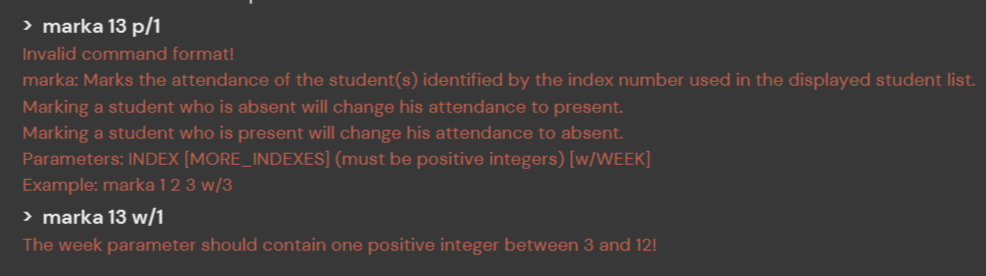 > marka 13 p/1
Invalid command format!
marka: Marks the attendance of the student(s) identified by the index number used in the displayed student list.
Marking a student who is absent will change his attendance to present.
Marking a student who is present will change his attendance to absent.
Parameters: INDEX [MORE_INDEXES] (must be positive integers) [w/WEEK]
Example: marka 1 2 3 w/3
> marka 13 w/1
The week parameter should contain one positive integer between 3 and 12!